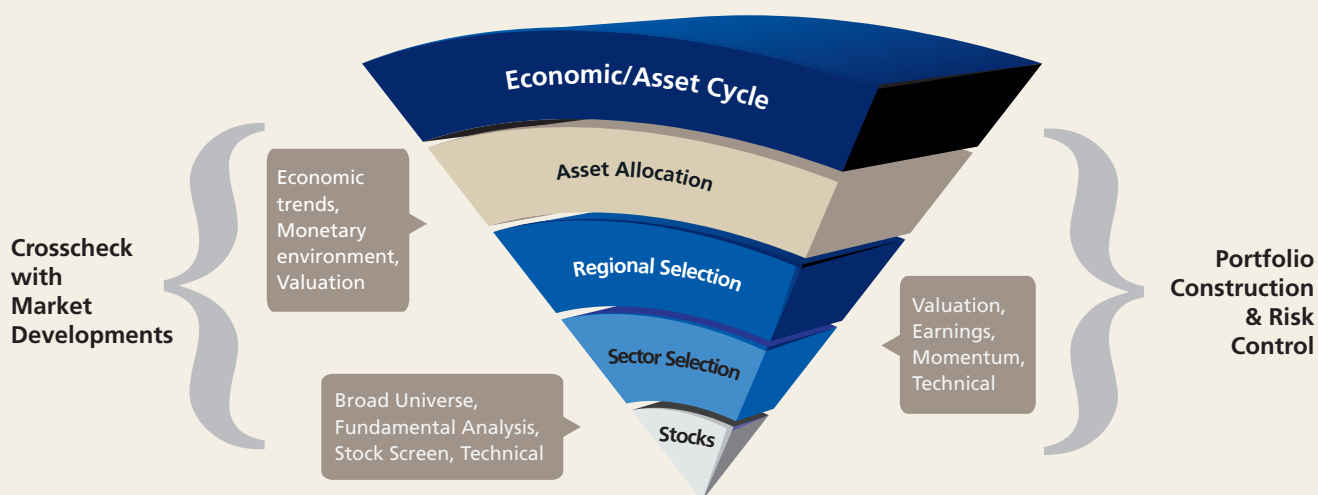 Economic/Asset Cycle
Asset Allocation
Regional Selection
Sector Selection
Stocks
Crosscheck
with
Market
Developments
Economic
trends,
Monetary
environment,
Valuation
Broad Universe,
Fundamental Analysis,
Stock Screen, Technical
Valuation,
Earnings,
Momentum,
Technical
Portfolio
Construction
& Risk
Control